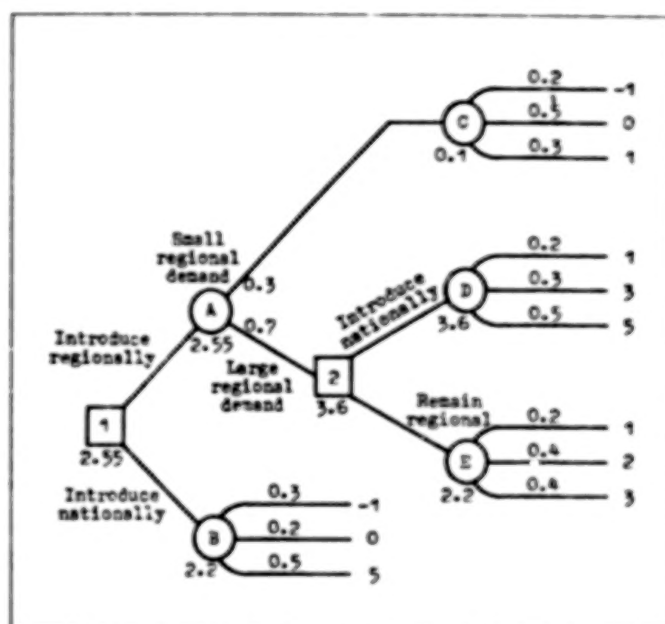 0.2 -1
C 0.5 0
0.1 0.3 1
Small
regional
demand
0.3
A
2.55
0.7
Introduce
regionally
Large
regional
demand
2
3.6
Introduce
nationally
0.2 1
D 0.3 3
3.6 0.5 5
Remain
regional
0.2 1
E 0.4 2
2.2 0.4 3
1
2.55
Introduce
nationally
0.3 -1
B 0.2 0
2.2 0.5 5